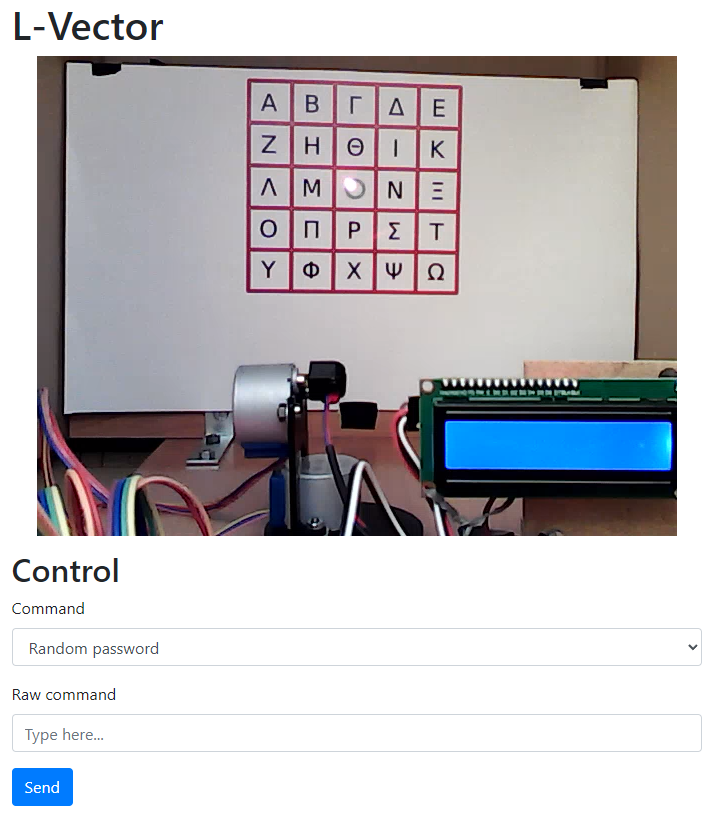 L-Vector
Α Β Γ Δ Ε
Ζ Η Θ Ι Κ
Λ Μ Ν Ξ
Ο Π Ρ Σ Τ
Υ Φ Χ Ψ Ω
Control
Command
Random password
Raw command
Type here...
Send